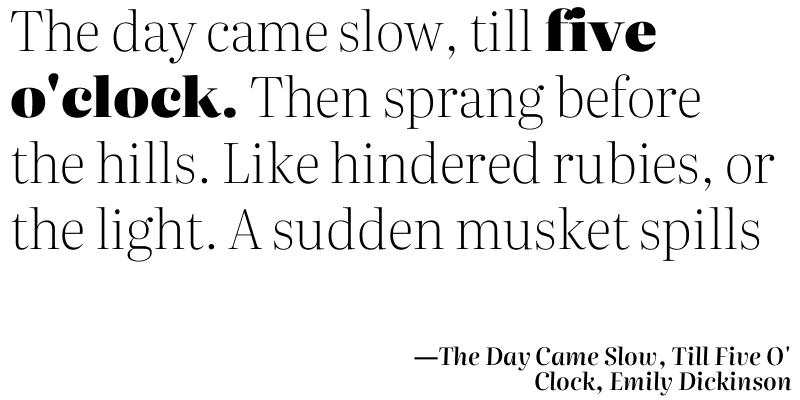 The day came slow, till five
o'clock. Then sprang before
the hills. Like hindered rubies, or
the light. A sudden musket spills
—The Day Came Slow, Till Five O'
Clock, Emily Dickinson